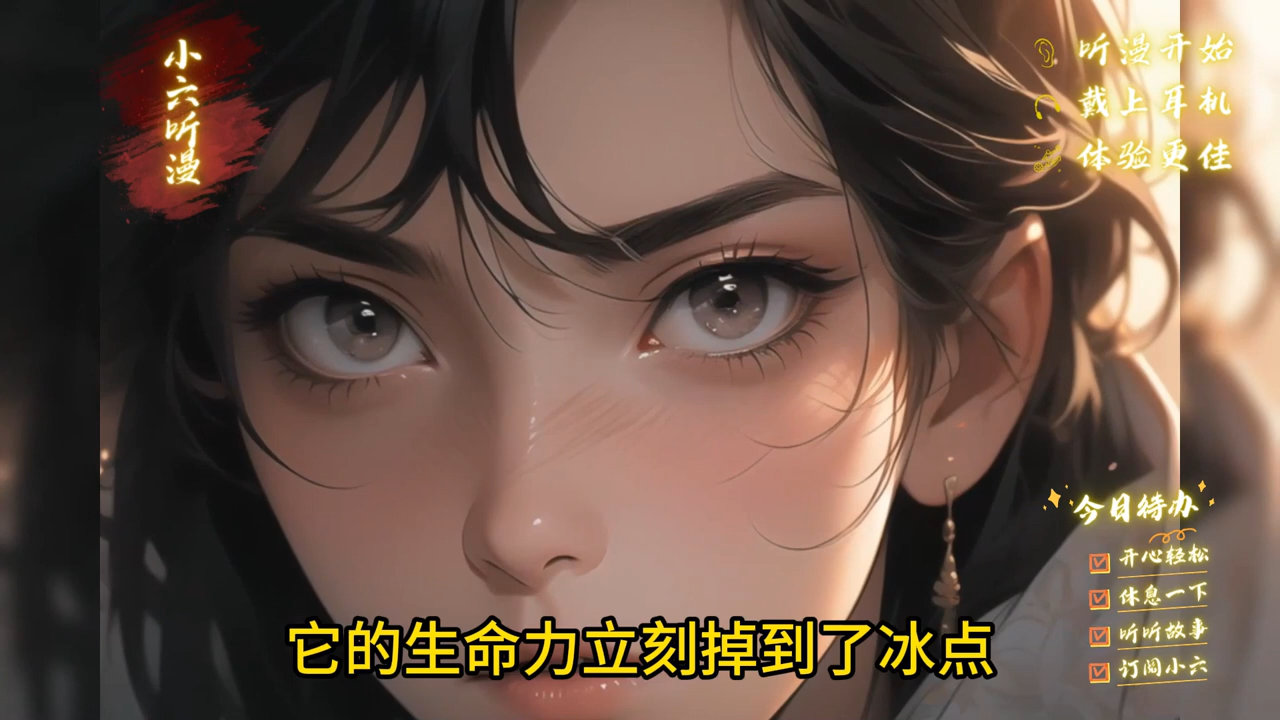 小六听漫
听漫开始
戴上耳机
体验更佳
今日待办
开心轻松
休息一下
听听故事
订阅小六
它的生命力立刻掉到了冰点